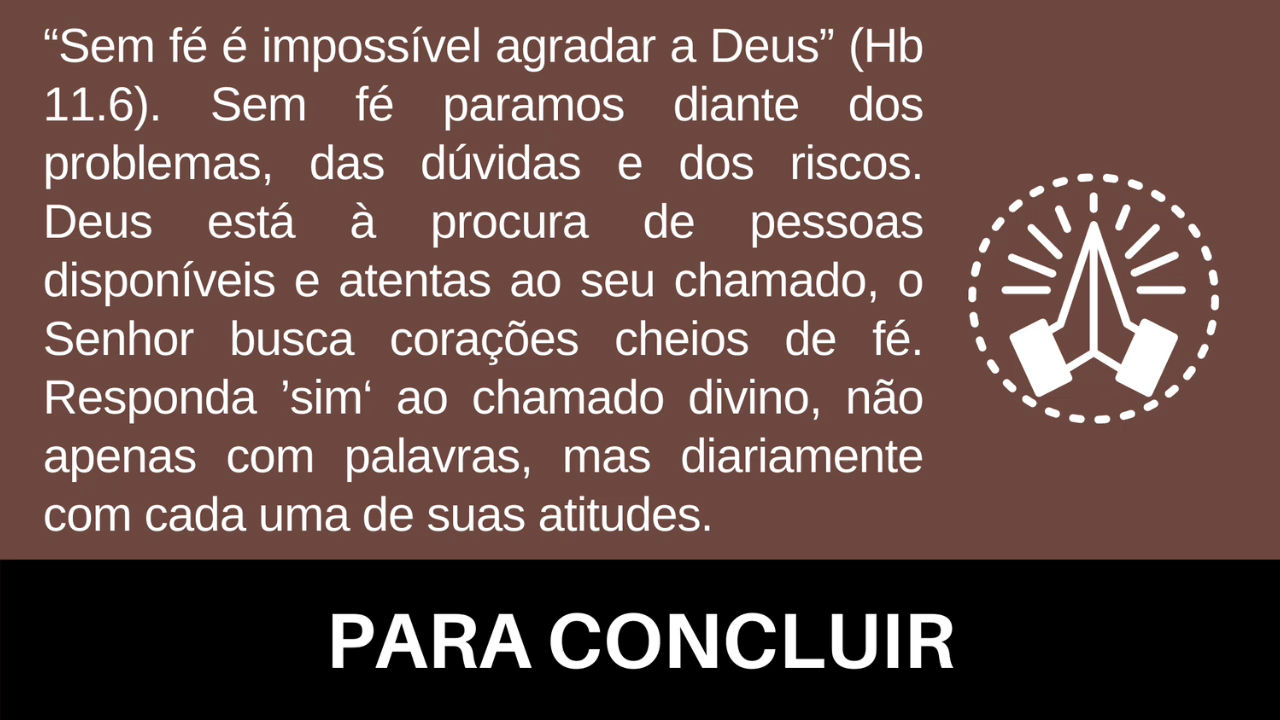 “Sem fé é impossível agradar a Deus” (Hb
11.6). Sem fé paramos diante dos
problemas, das dúvidas e dos riscos.
Deus está à procura de pessoas
disponíveis e atentas ao seu chamado, o
Senhor busca corações cheios de fé.
Responda ’sim‘ ao chamado divino, não
apenas com palavras, mas diariamente
com cada uma de suas atitudes.
PARA CONCLUIR